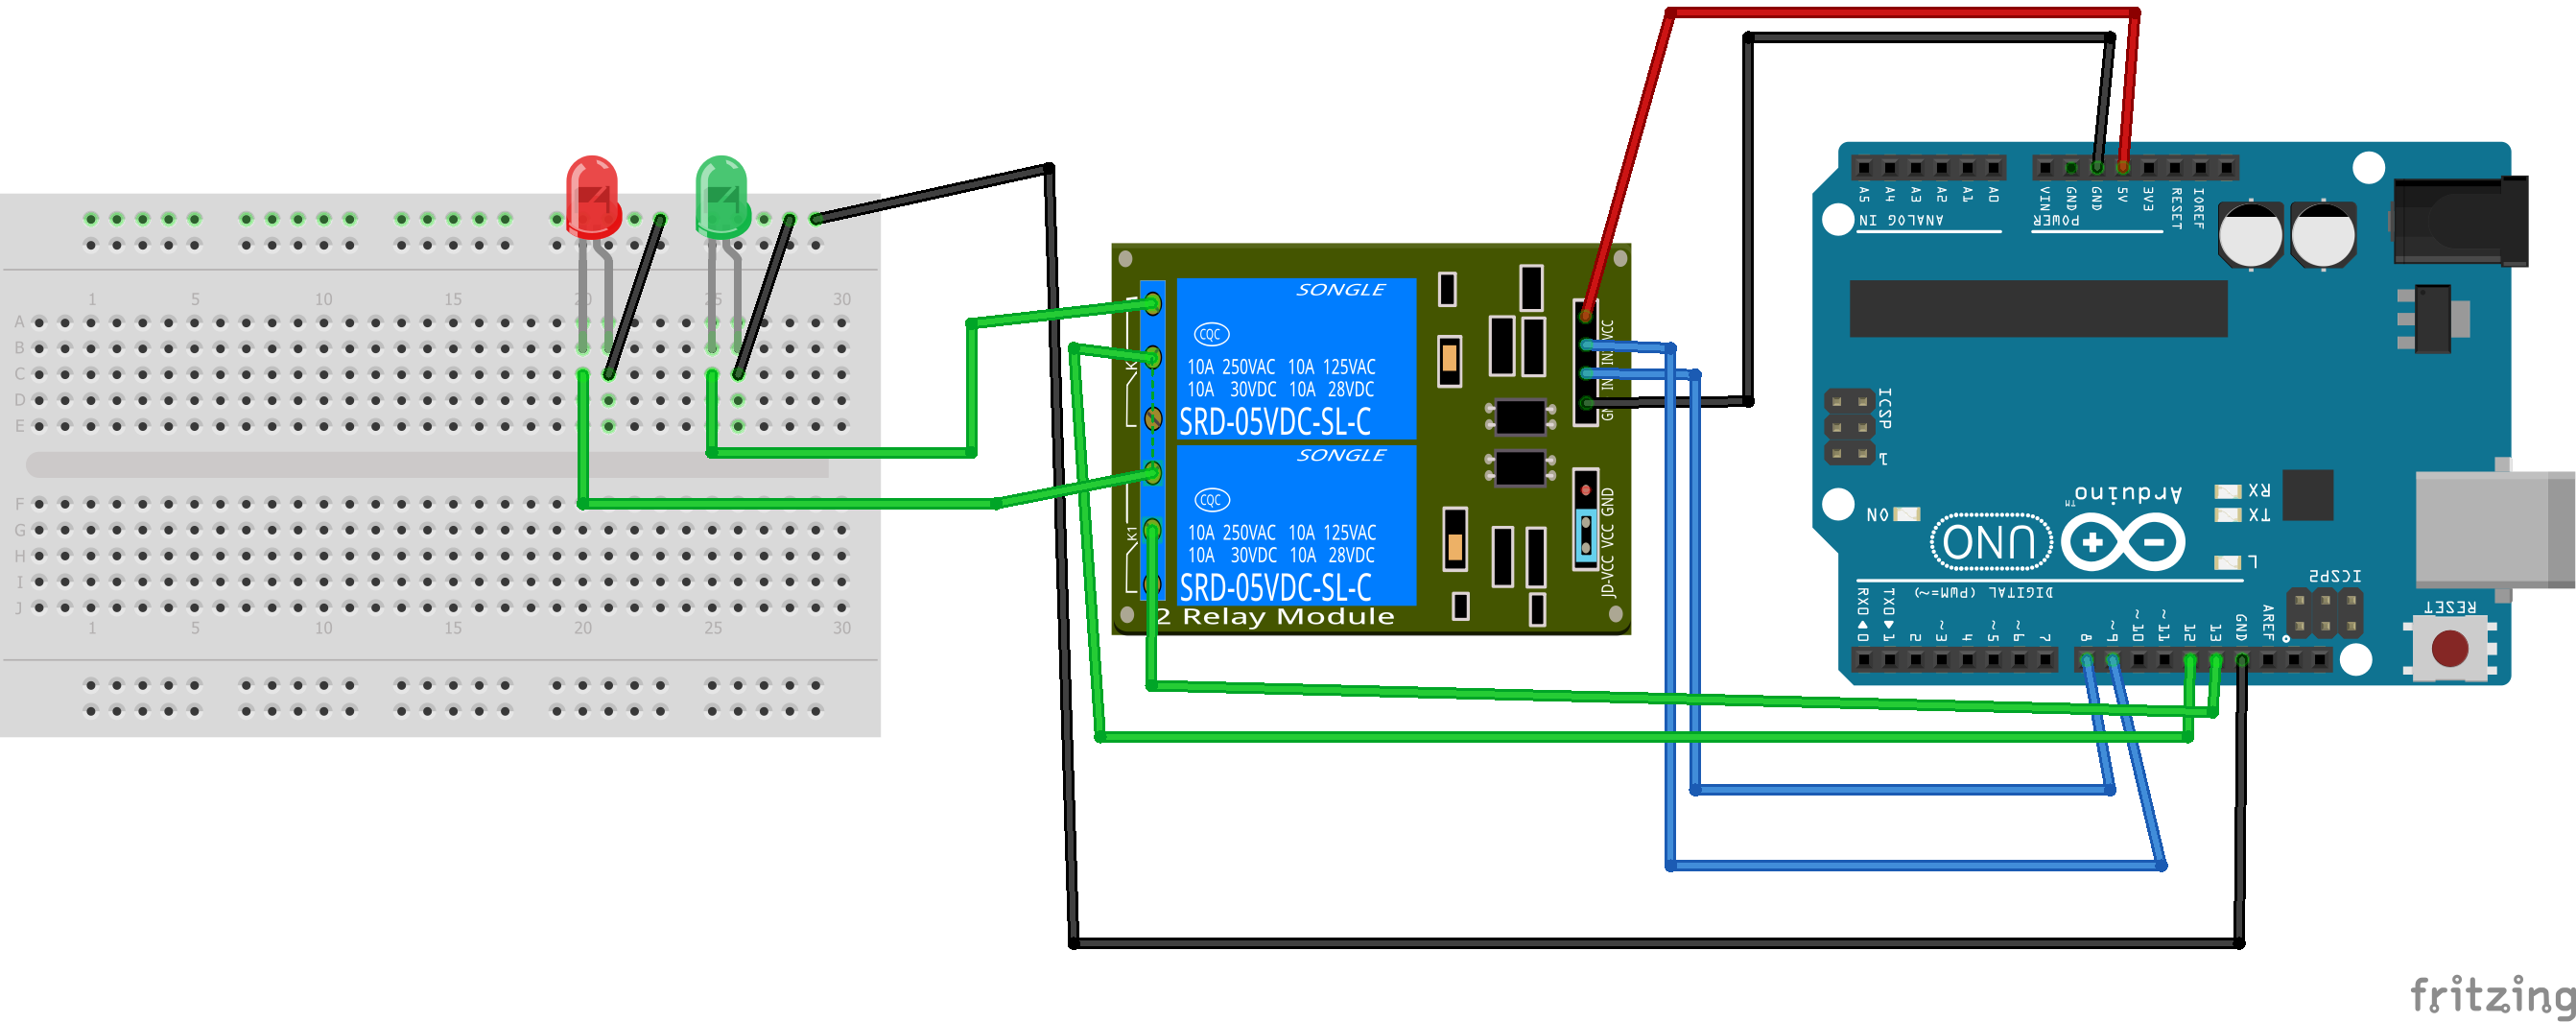 1 5 10 15 20 25 30
A
B
C
D
E
F
G
H
I
J
1 5 10 15 20 25 30
SONGLE
CQC
10A 250VAC 10A 125VAC
10A 30VDC 10A 28VDC
SRD-05VDC-SL-C
SONGLE
CQC
10A 250VAC 10A 125VAC
10A 30VDC 10A 28VDC
SRD-05VDC-SL-C
2 Relay Module
K1
VCC
JD-VCC VCC GND
A5 A4 A3 A2 A1 A0
ANALOG IN
VIN GND GND 5V 3V3 RESET IOREF
POWER
ICSP
1
ON
UNO
Arduino
TM
RX
TX
L
ICSP2
RESET
DIGITAL (PWM=~)
RX0 0
TX0 1
2
~3
4
~5
~6
7
8
~9
~10
~11
12
13
GND
AREF
fritzing